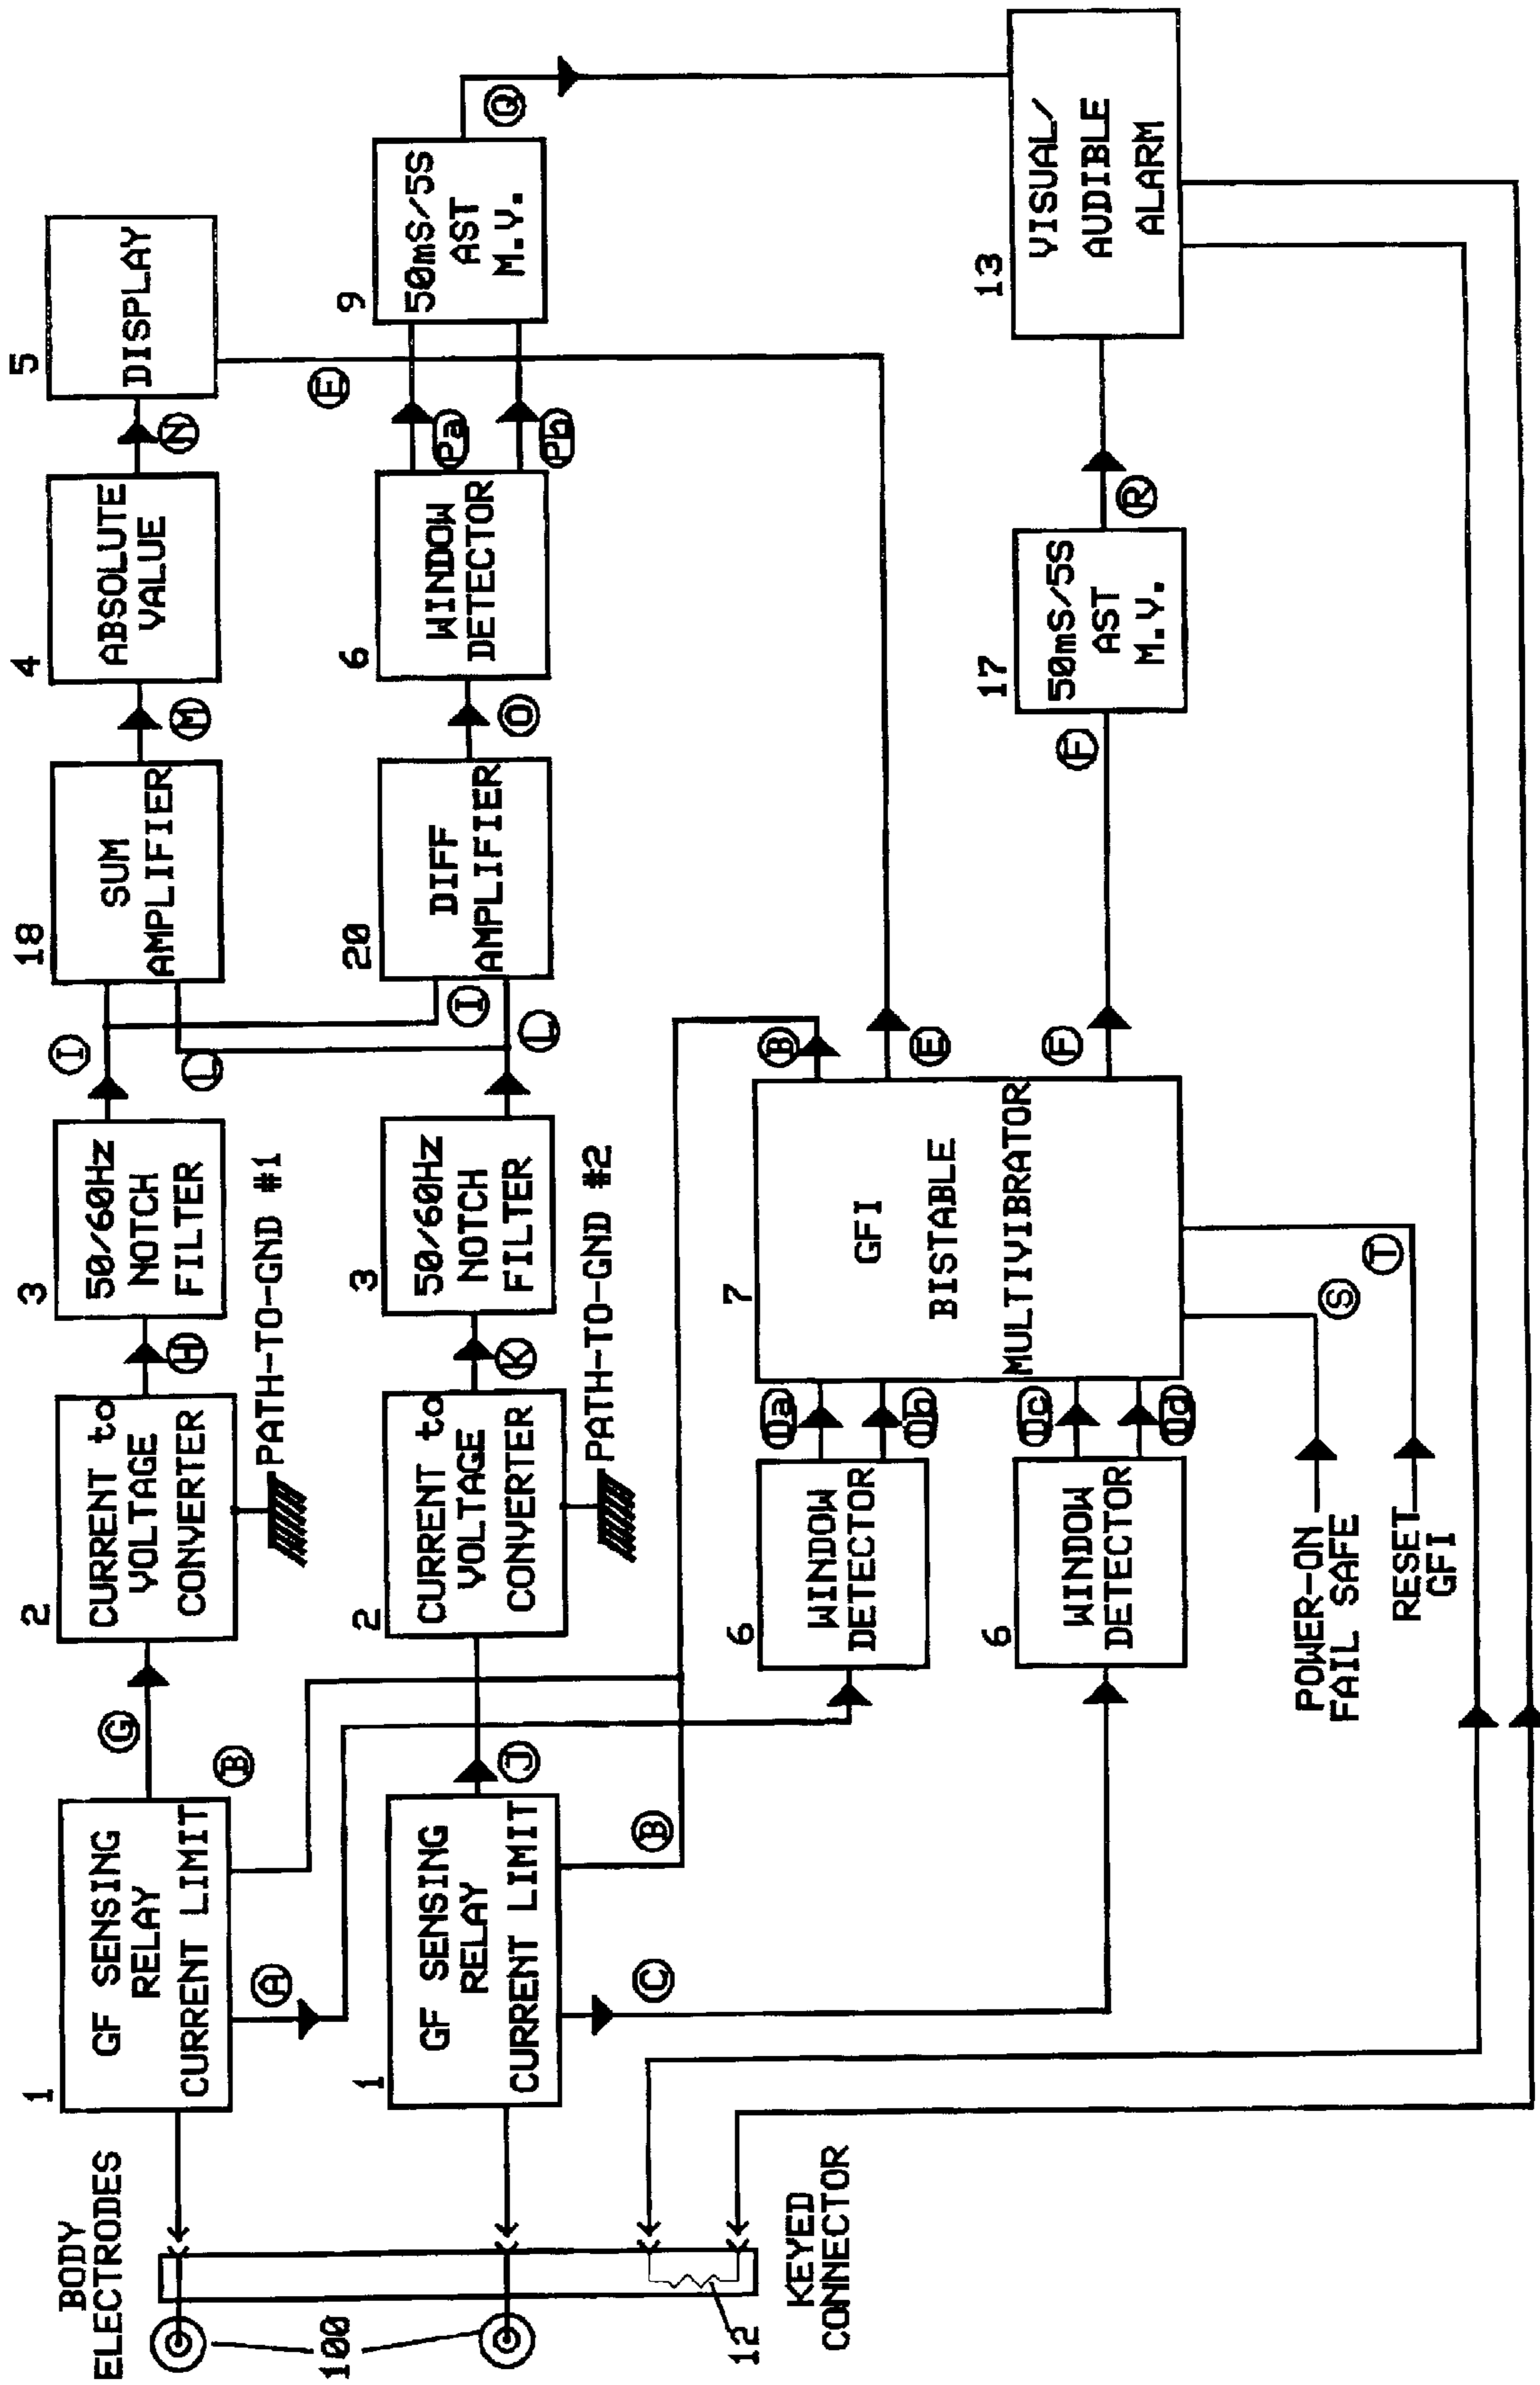 BODY
ELECTRODES
100
12
KEYED
CONNECTOR
1
GF SENSING
RELAY
CURRENT LIMIT
G
B
A
2
CURRENT to
VOLTAGE
CONVERTER
PATH-TO-GND #1
H
3
50/60Hz
NOTCH
FILTER
I
L
18
SUM
AMPLIFIER
M
4
ABSOLUTE
VALUE
N
5
DISPLAY
E
1
GF SENSING
RELAY
CURRENT LIMIT
J
B
C
2
CURRENT to
VOLTAGE
CONVERTER
PATH-TO-GND #2
K
3
50/60Hz
NOTCH
FILTER
I
L
20
DIFF
AMPLIFIER
O
6
WINDOW
DETECTOR
Pa
Pb
9
50mS/5S
AST
M.V.
Q
6
WINDOW
DETECTOR
Da
Db
6
WINDOW
DETECTOR
Dc
Dd
7
GFI
BISTABLE
MULTIVIBRATOR
B
E
F
POWER-ON
FAIL SAFE
S
RESET
GFI
T
F
17
50mS/5S
AST
M.V.
R
13
VISUAL/
AUDIBLE
ALARM